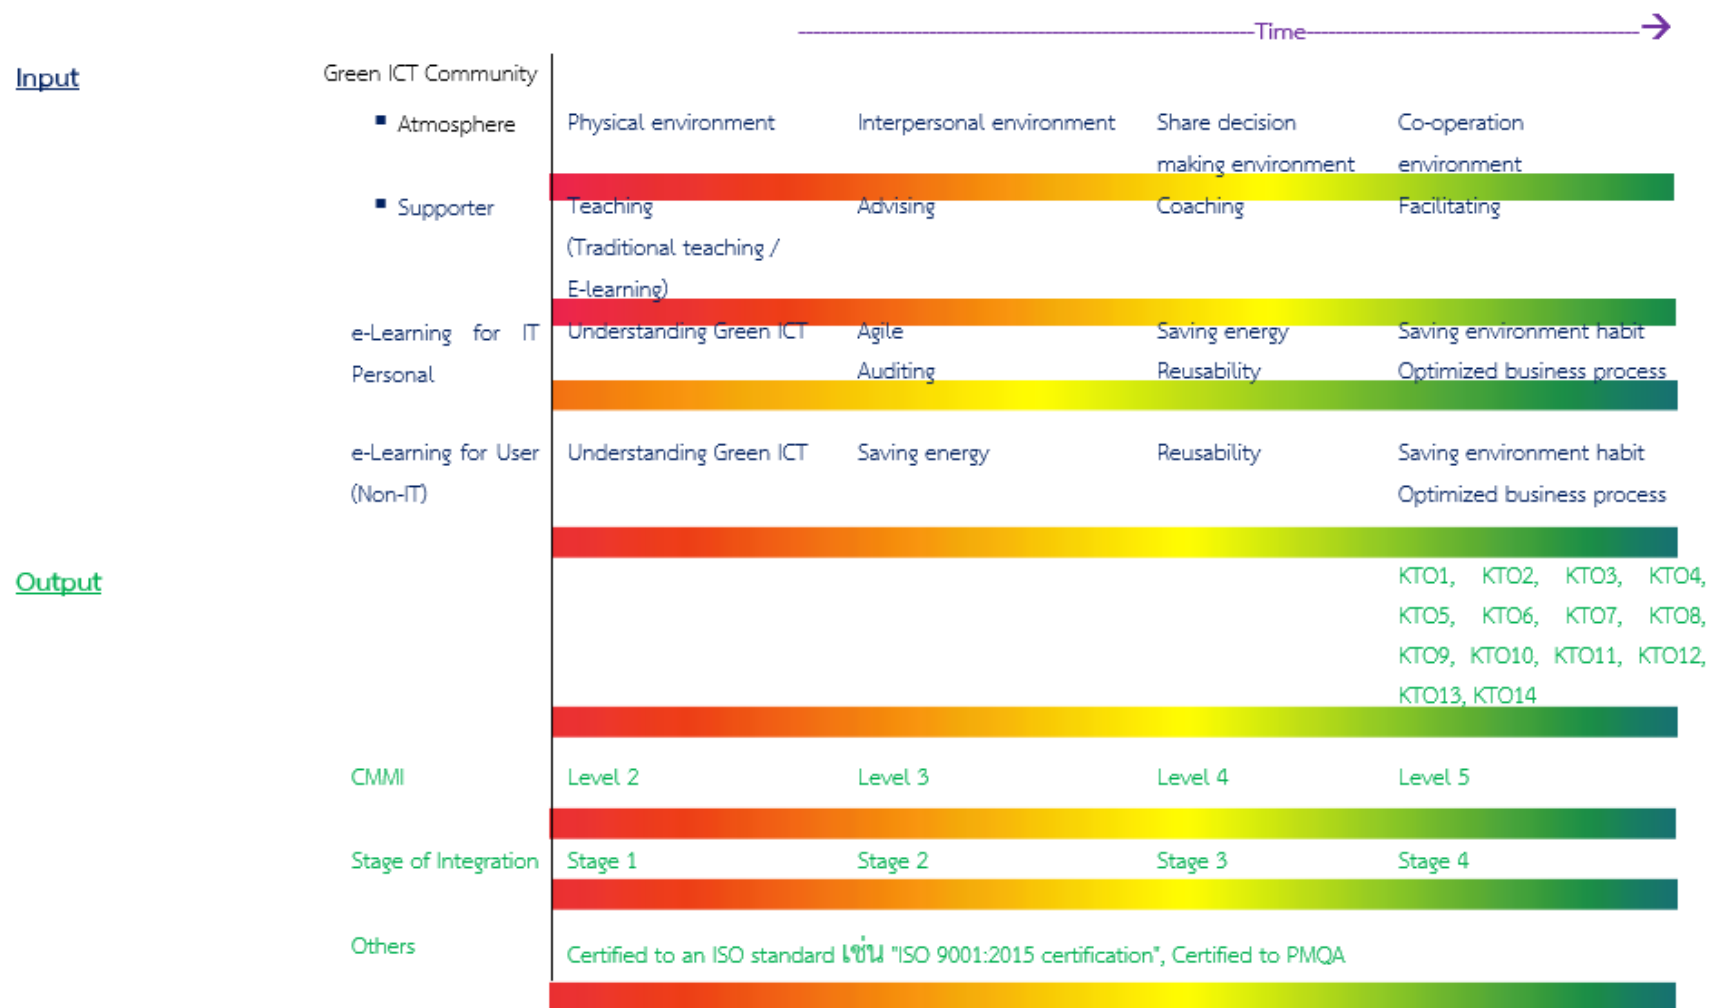 Time
Input
Green ICT Community
Atmosphere
Physical environment
Interpersonal environment
Share decision
making environment
Co-operation
environment
Supporter
Teaching
(Traditional teaching /
E-learning)
Advising
Coaching
Facilitating
e-Learning for IT
Personal
Understanding Green ICT
Agile
Auditing
Saving energy
Reusability
Saving environment habit
Optimized business process
e-Learning for User
(Non-IT)
Understanding Green ICT
Saving energy
Reusability
Saving environment habit
Optimized business process
Output
KTO1, KTO2, KTO3, KTO4,
KTO5, KTO6, KTO7, KTO8,
KTO9, KTO10, KTO11, KTO12,
KTO13, KTO14
CMMI
Level 2
Level 3
Level 4
Level 5
Stage of Integration
Stage 1
Stage 2
Stage 3
Stage 4
Others
Certified to an ISO standard เช่น "ISO 9001:2015 certification", Certified to PMQA